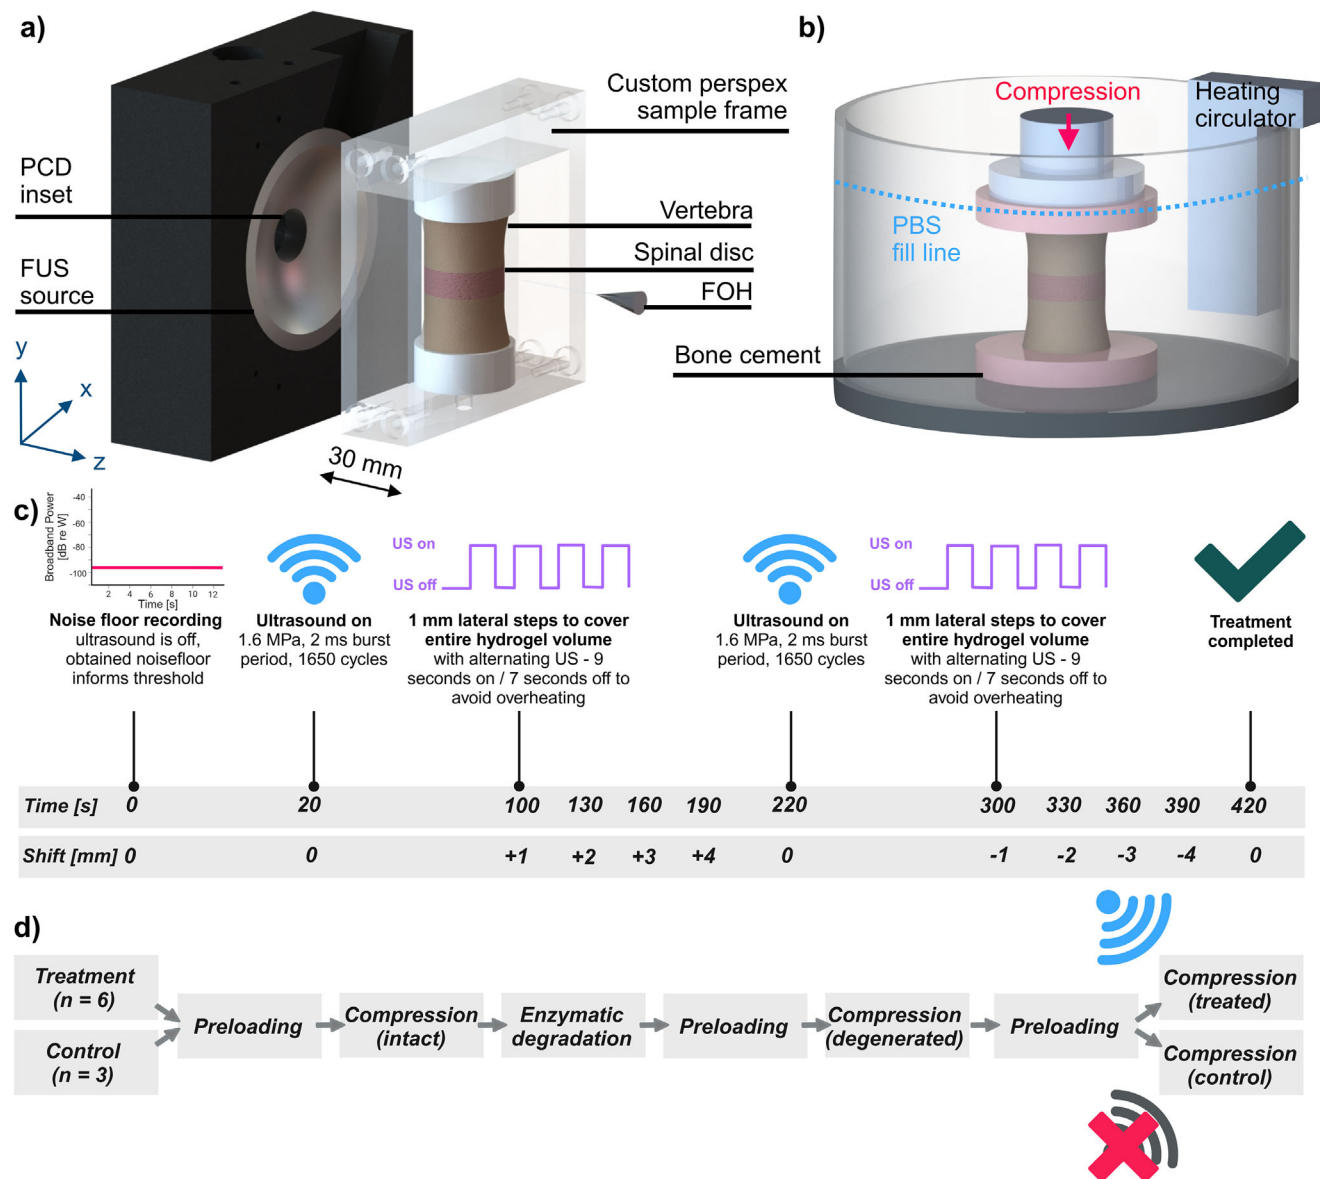 a)
Custom perspex
sample frame
PCD
inset
Vertebra
Spinal disc
FUS
source
FOH
y
x
z
30 mm
b)
Compression
Heating
circulator
PBS
fill line
Bone cement
c)
Broadband Power
[dB re W]
-40
-60
-80
-100
2 4 6 8 10 12
Time [s]
Noise floor recording
ultrasound is off,
obtained noisefloor
informs threshold
Ultrasound on
1.6 MPa, 2 ms burst
period, 1650 cycles
US on
US off
1 mm lateral steps to cover
entire hydrogel volume
with alternating US - 9
seconds on / 7 seconds off to
avoid overheating
Ultrasound on
1.6 MPa, 2 ms burst
period, 1650 cycles
US on
US off
1 mm lateral steps to cover
entire hydrogel volume
with alternating US - 9
seconds on / 7 seconds off to
avoid overheating
Treatment
completed
Time [s] 0 20 100 130 160 190 220 300 330 360 390 420
Shift [mm] 0 0 +1 +2 +3 +4 0 -1 -2 -3 -4 0
d)
Treatment
(n = 6)
Control
(n = 3)
Preloading
Compression
(intact)
Enzymatic
degradation
Preloading
Compression
(degenerated)
Preloading
Compression
(treated)
Compression
(control)